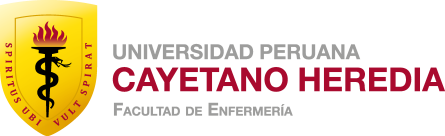 SPIRITUS UBI
VULT SPIRAT
UNIVERSIDAD PERUANA
CAYETANO HEREDIA
FACULTAD DE ENFERMERÍA